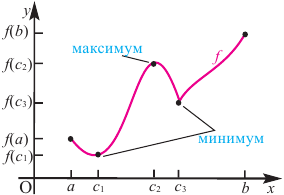 y
f(b)
максимум
f
f(c₂)
f(c₃)
минимум
f(a)
f(c₁)
O
a c₁ c₂ c₃ b x